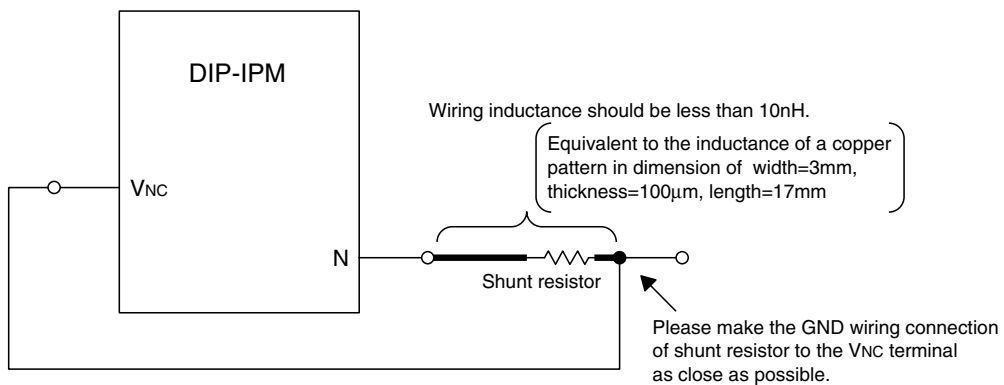 DIP-IPM
Wiring inductance should be less than 10nH.
Equivalent to the inductance of a copper
pattern in dimension of width=3mm,
thickness=100μm, length=17mm
VNC
N
Shunt resistor
Please make the GND wiring connection
of shunt resistor to the VNC terminal
as close as possible.